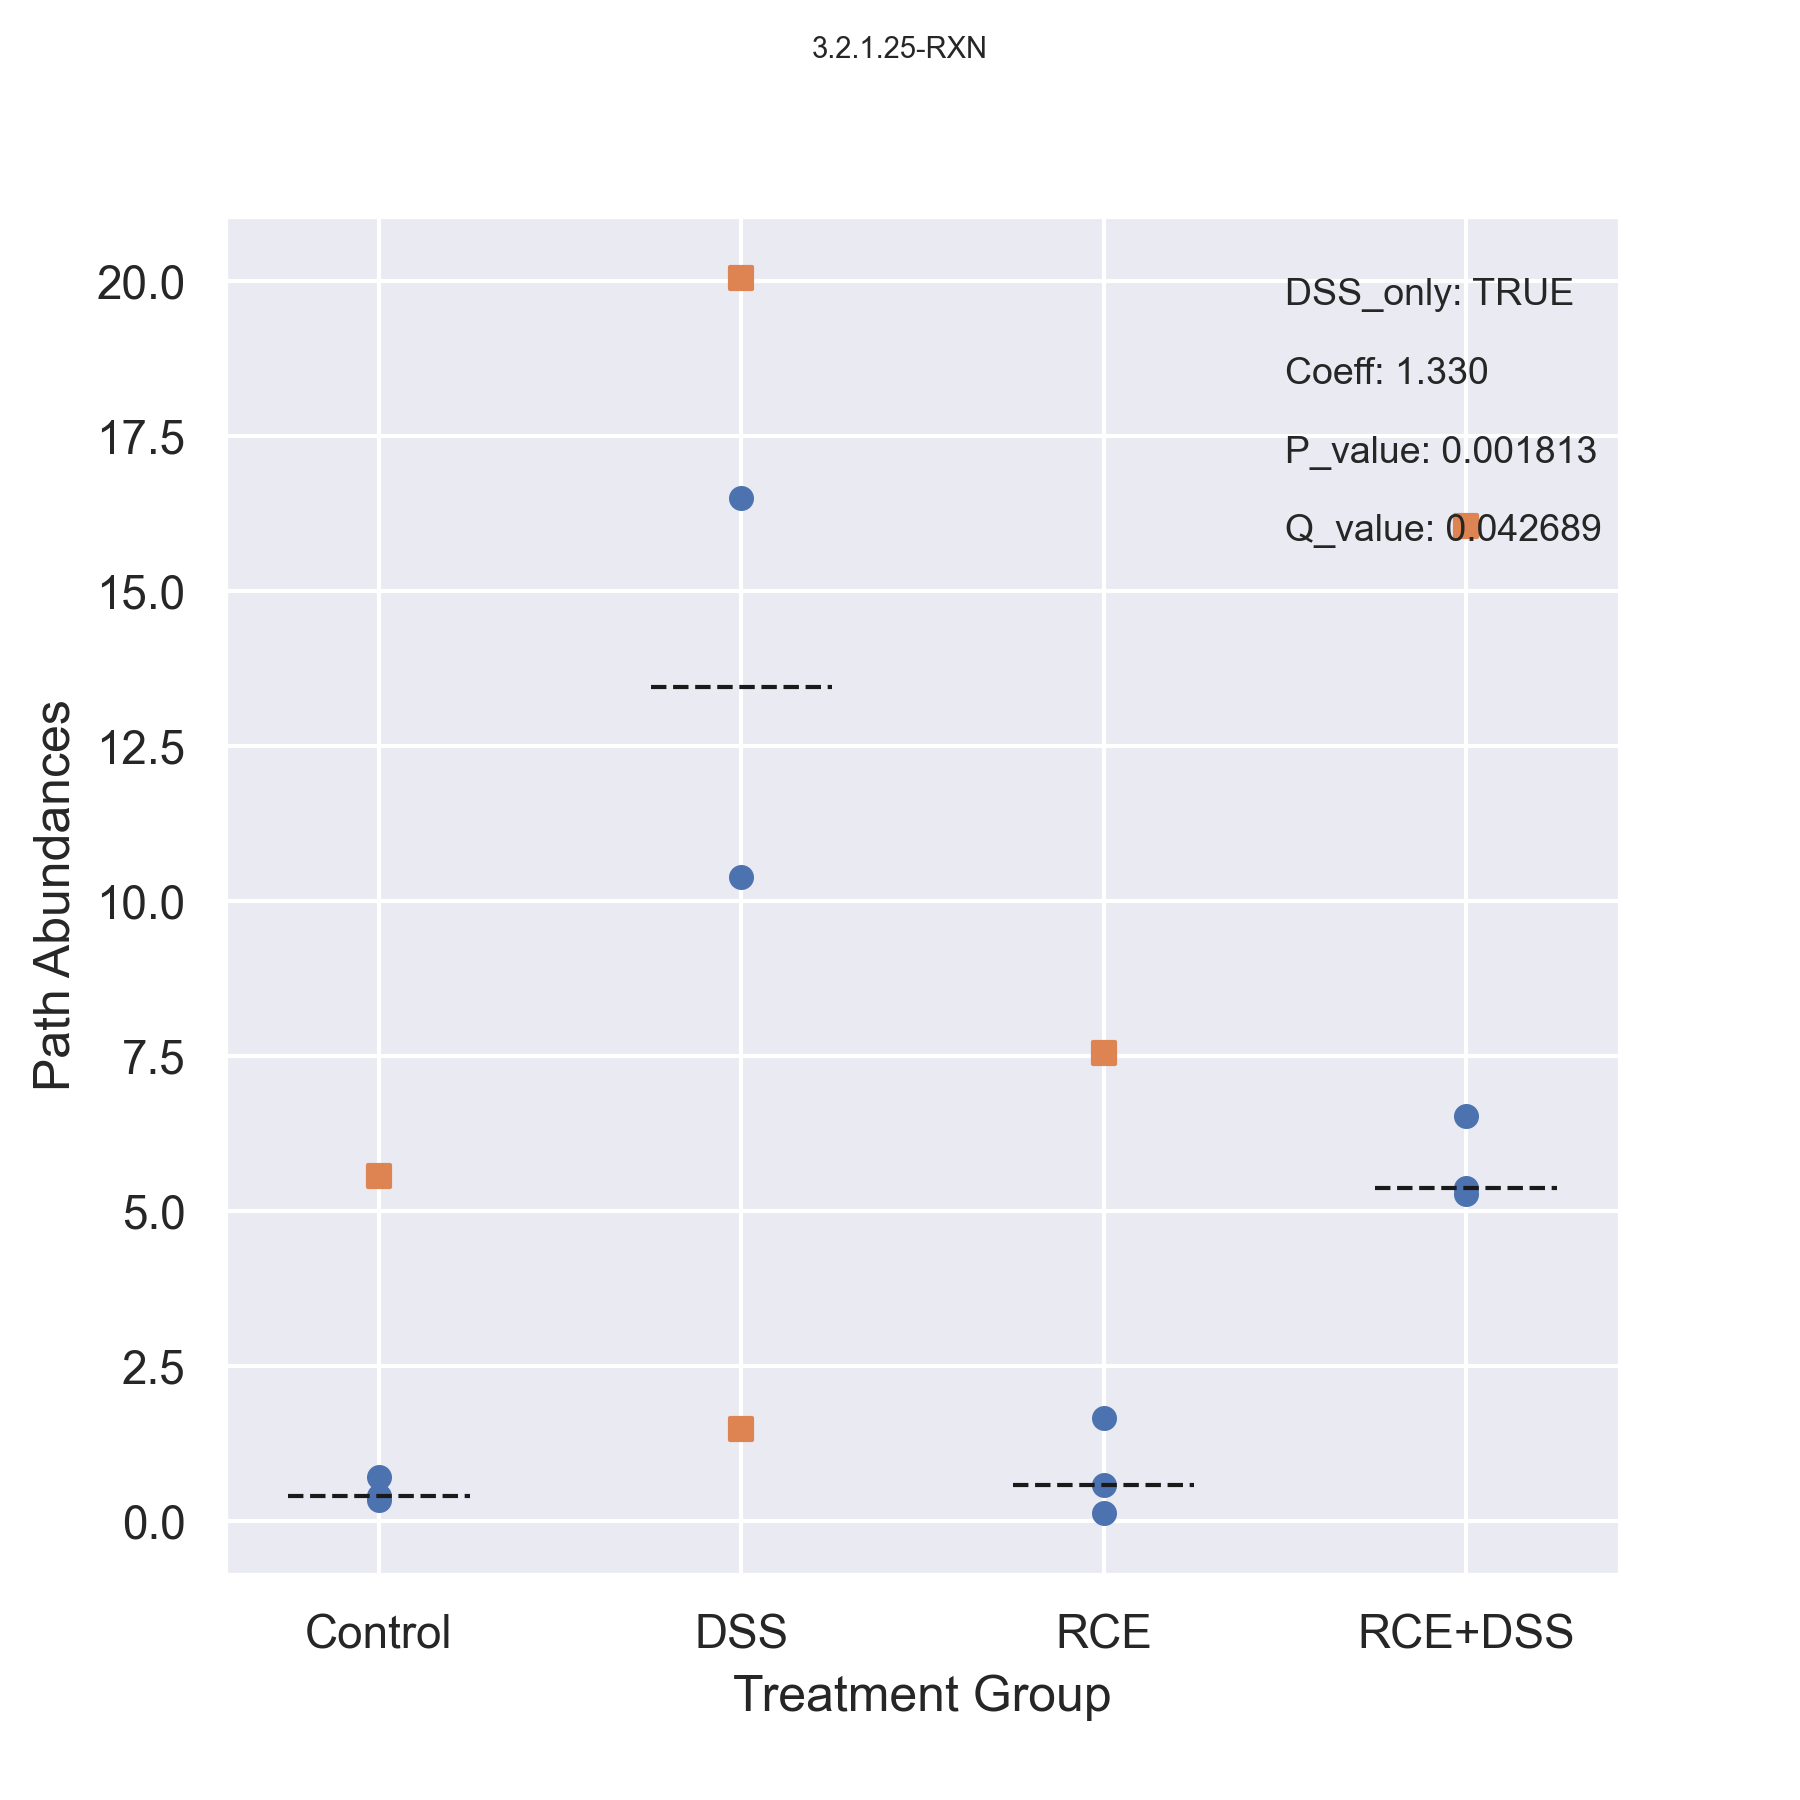 3.2.1.25-RXN
20.0
17.5
15.0
12.5
10.0
7.5
5.0
2.5
0.0
Path Abundances
DSS_only: TRUE
Coeff: 1.330
P_value: 0.001813
Q_value: 0.042689
Control
DSS
RCE
RCE+DSS
Treatment Group